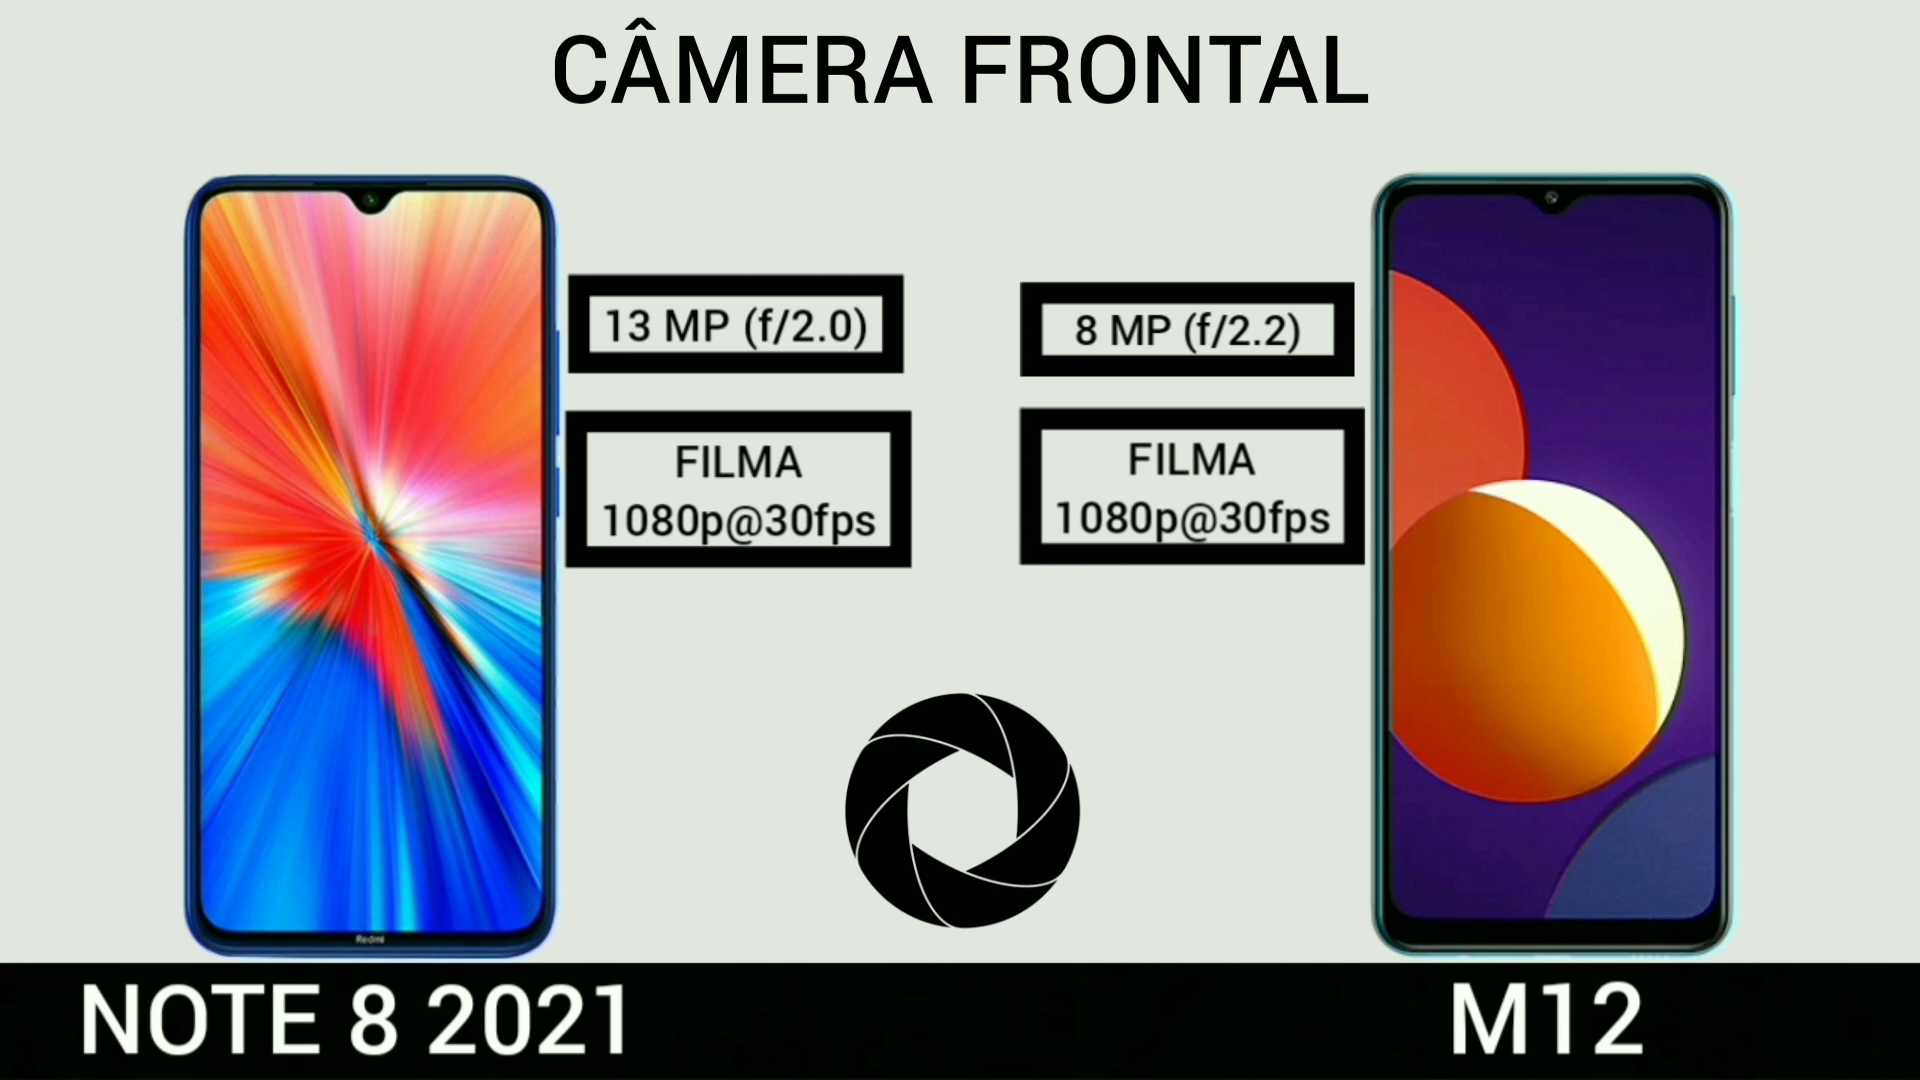 CÂMERA FRONTAL
13 MP (f/2.0)
FILMA
1080p@30fps
8 MP (f/2.2)
FILMA
1080p@30fps
Redmi
NOTE 8 2021
M12